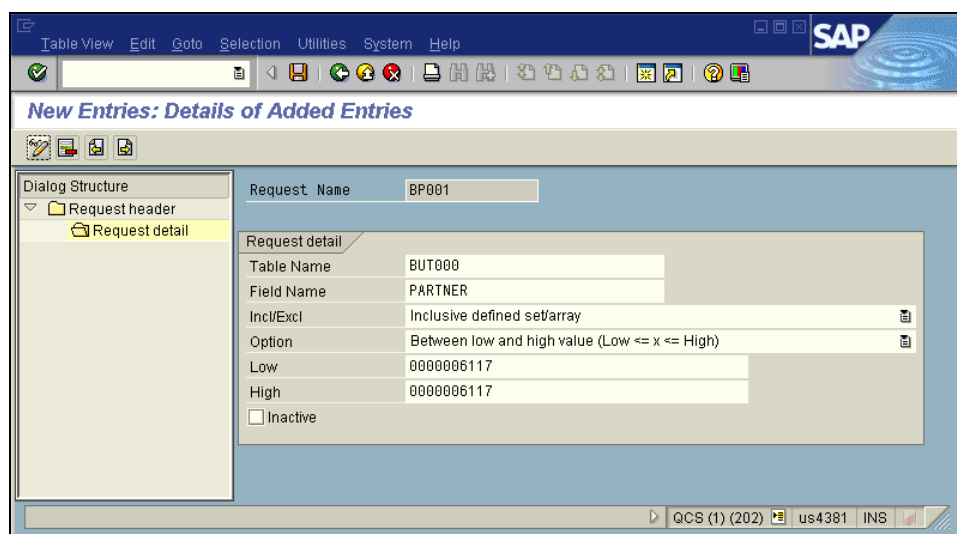 Table View Edit Goto Selection Utilities System Help
SAP
New Entries: Details of Added Entries
Dialog Structure
Request header
Request detail
Request Name BP001
Request detail
Table Name BUT000
Field Name PARTNER
Incl/Excl Inclusive defined set/array
Option Between low and high value (Low <= x <= High)
Low 0000006117
High 0000006117
Inactive
QCS (1) (202) us4381 INS